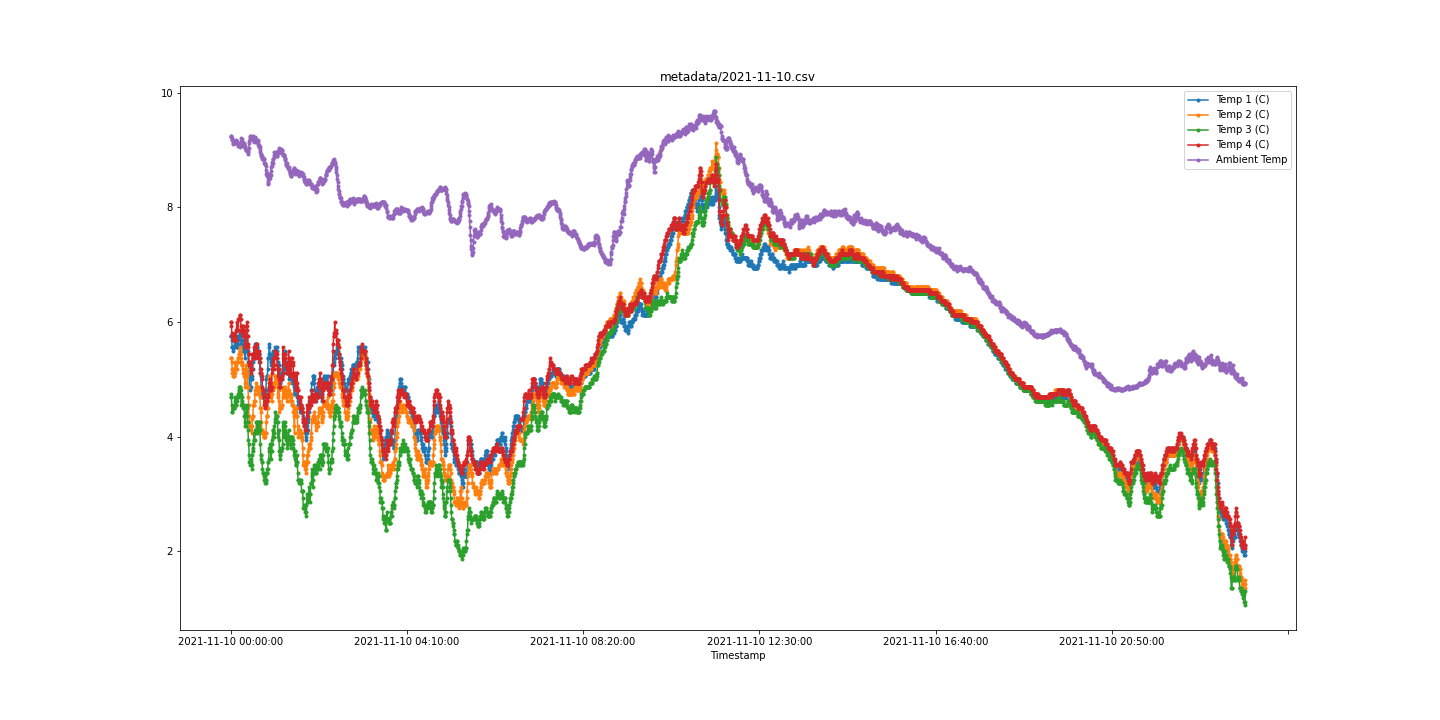 metadata/2021-11-10.csv
Temp 1 (C)
Temp 2 (C)
Temp 3 (C)
Temp 4 (C)
Ambient Temp
10
8
6
4
2
2021-11-10 00:00:00
2021-11-10 04:10:00
2021-11-10 08:20:00
2021-11-10 12:30:00
2021-11-10 16:40:00
2021-11-10 20:50:00
Timestamp